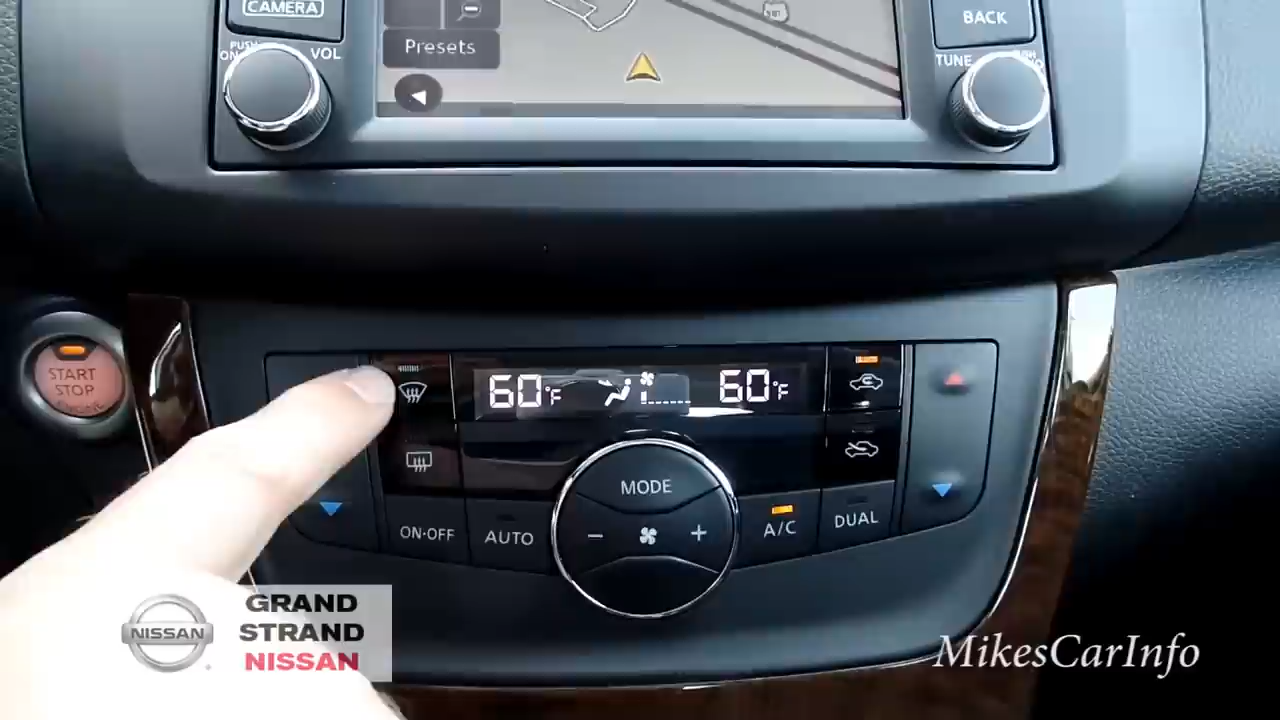 CAMERA
BACK
Presets
PUSH
VOL
TUNE
START
STOP
60°F
60°F
MODE
ON·OFF
AUTO
A/C
DUAL
GRAND
STRAND
NISSAN
NISSAN
MikesCarInfo